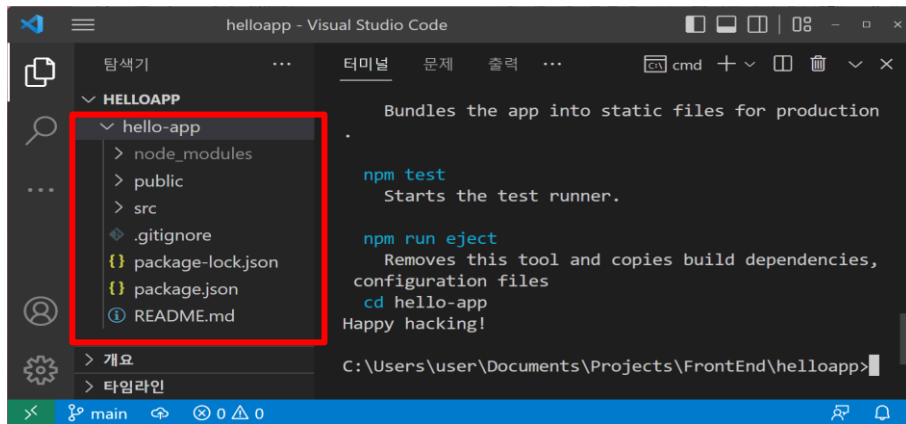 helloapp - Visual Studio Code
탐색기 ...
HELLOAPP
hello-app
node_modules
public
src
.gitignore
{} package-lock.json
{} package.json
README.md
개요
타임라인
터미널 문제 출력 ...
cmd
Bundles the app into static files for production
.
npm test
Starts the test runner.
npm run eject
Removes this tool and copies build dependencies,
configuration files
cd hello-app
Happy hacking!
C:\Users\user\Documents\Projects\FrontEnd\helloapp>
main 0 0